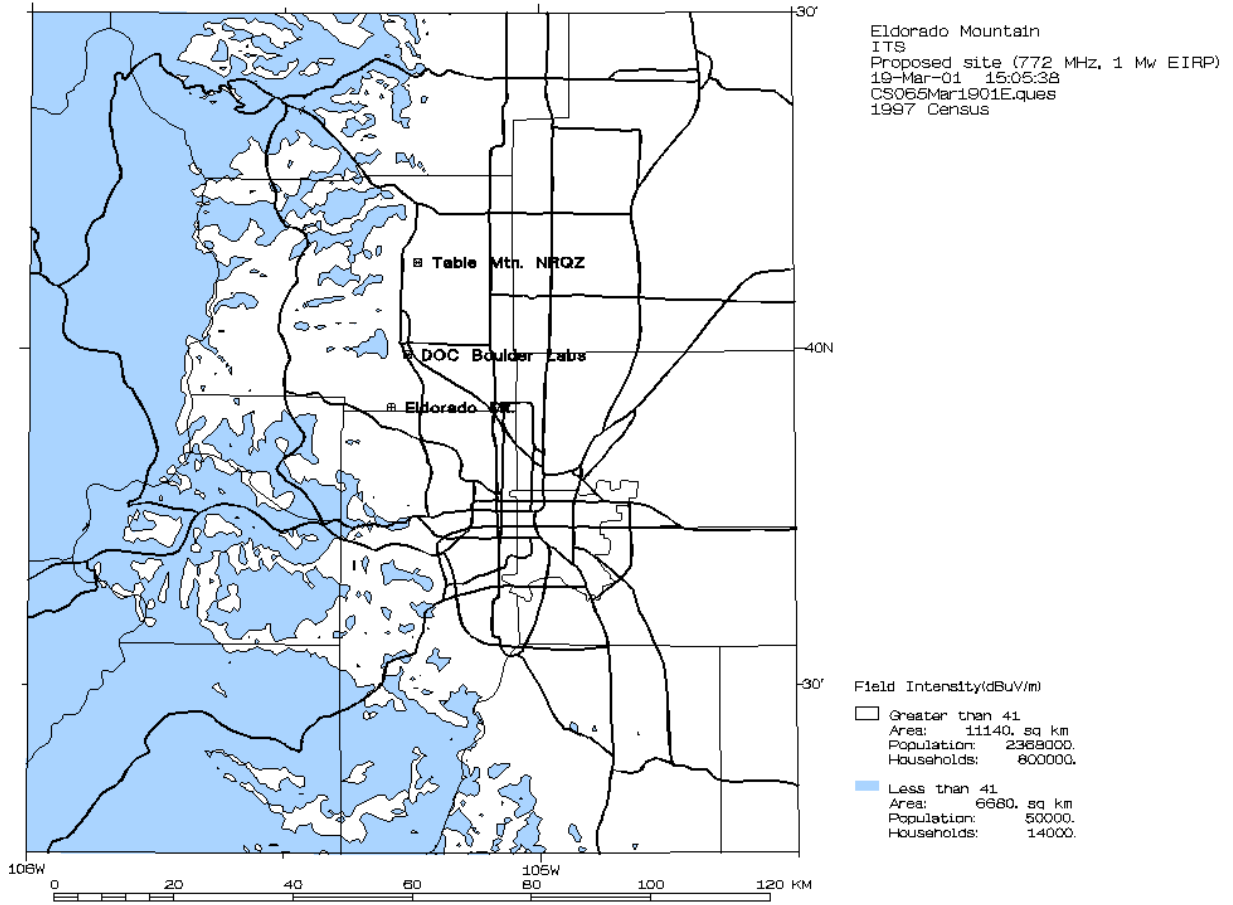 30'
Eldorado Mountain
ITS
Proposed site (772 MHz, 1 Mw EIRP)
19-Mar-01 15:05:38
CS065Mar1901E.ques
1997 Census
Table Mtn. NRQZ
40N
DOC Boulder Labs
Eldorado Mt.
30'
Field Intensity(dBuV/m)
Greater than 41
Area: 11140. sq km
Population: 2368000.
Households: 800000.
Less than 41
Area: 6680. sq km
Population: 50000.
Households: 14000.
106W
105W
0 20 40 60 80 100 120 KM